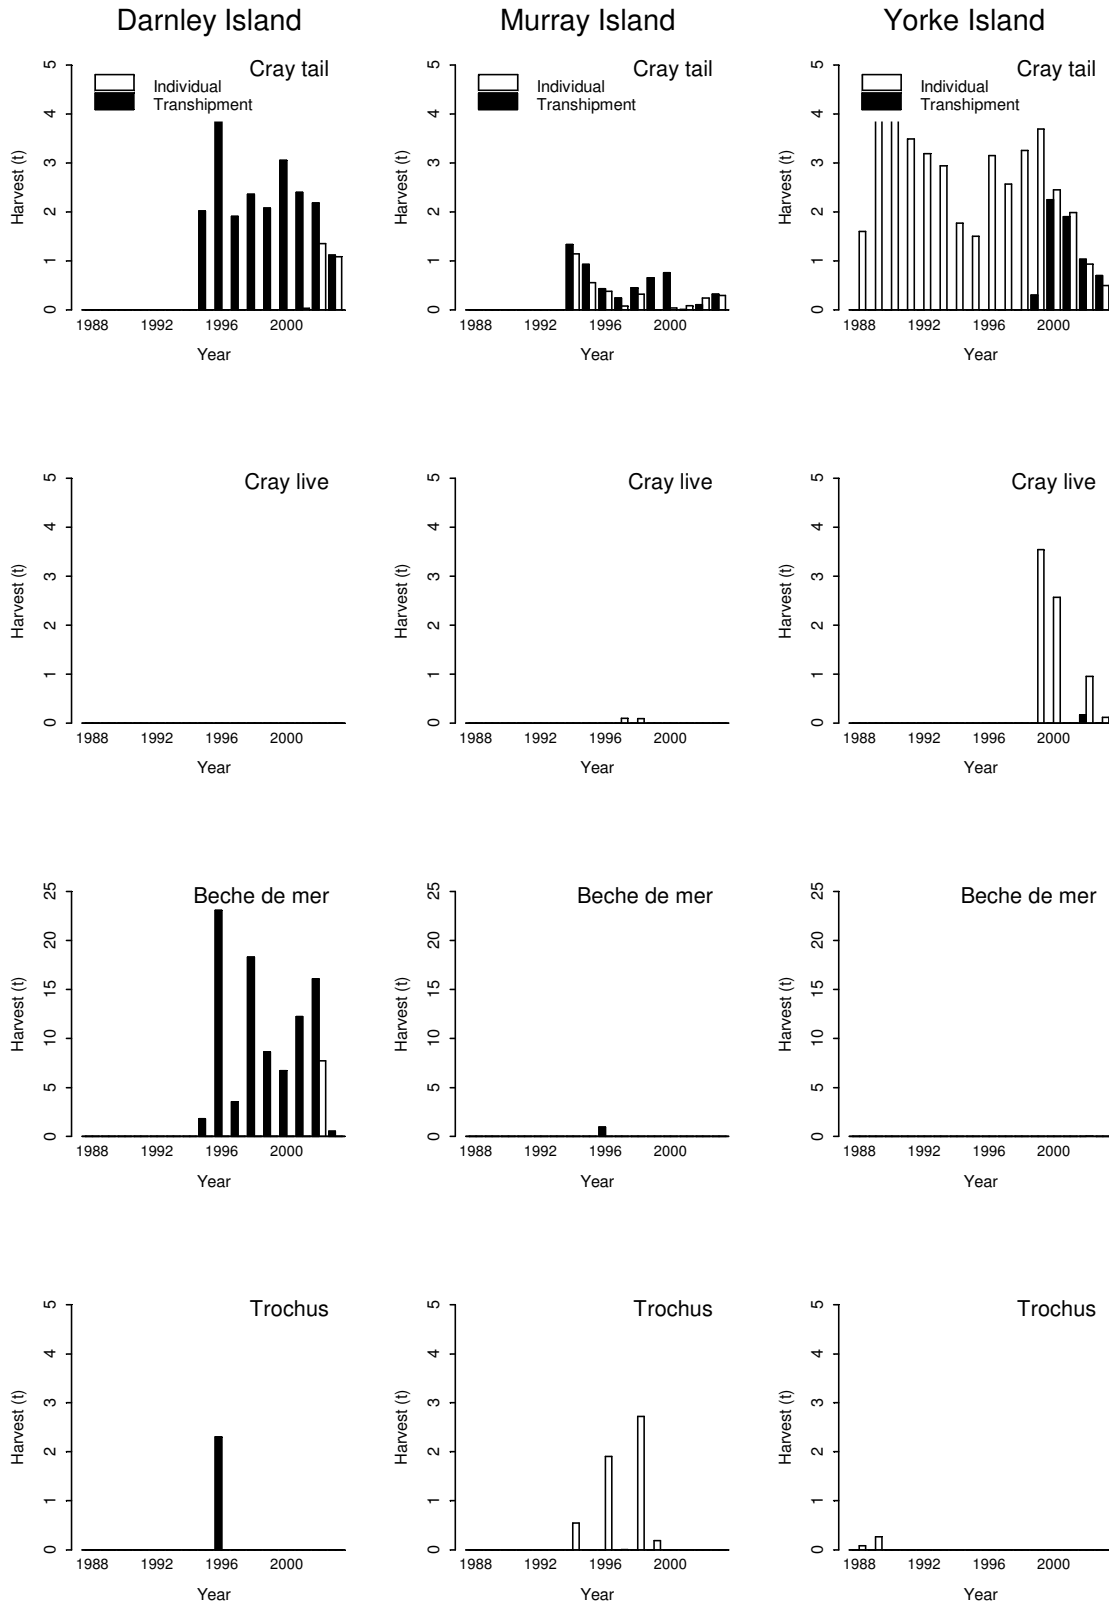 Darnley Island Murray Island Yorke Island
Cray tail Cray tail Cray tail
Individual Individual Individual
Transhipment Transhipment Transhipment
Harvest (t) Harvest (t) Harvest (t)
5 5 5
4 4 4
3 3 3
2 2 2
1 1 1
0 0 0
1988 1992 1996 2000 1988 1992 1996 2000 1988 1992 1996 2000
Year Year Year
Cray live Cray live Cray live
Harvest (t) Harvest (t) Harvest (t)
5 5 5
4 4 4
3 3 3
2 2 2
1 1 1
0 0 0
1988 1992 1996 2000 1988 1992 1996 2000 1988 1992 1996 2000
Year Year Year
Beche de mer Beche de mer Beche de mer
Harvest (t) Harvest (t) Harvest (t)
25 25 25
20 20 20
15 15 15
10 10 10
5 5 5
0 0 0
1988 1992 1996 2000 1988 1992 1996 2000 1988 1992 1996 2000
Year Year Year
Trochus Trochus Trochus
Harvest (t) Harvest (t) Harvest (t)
5 5 5
4 4 4
3 3 3
2 2 2
1 1 1
0 0 0
1988 1992 1996 2000 1988 1992 1996 2000 1988 1992 1996 2000
Year Year Year